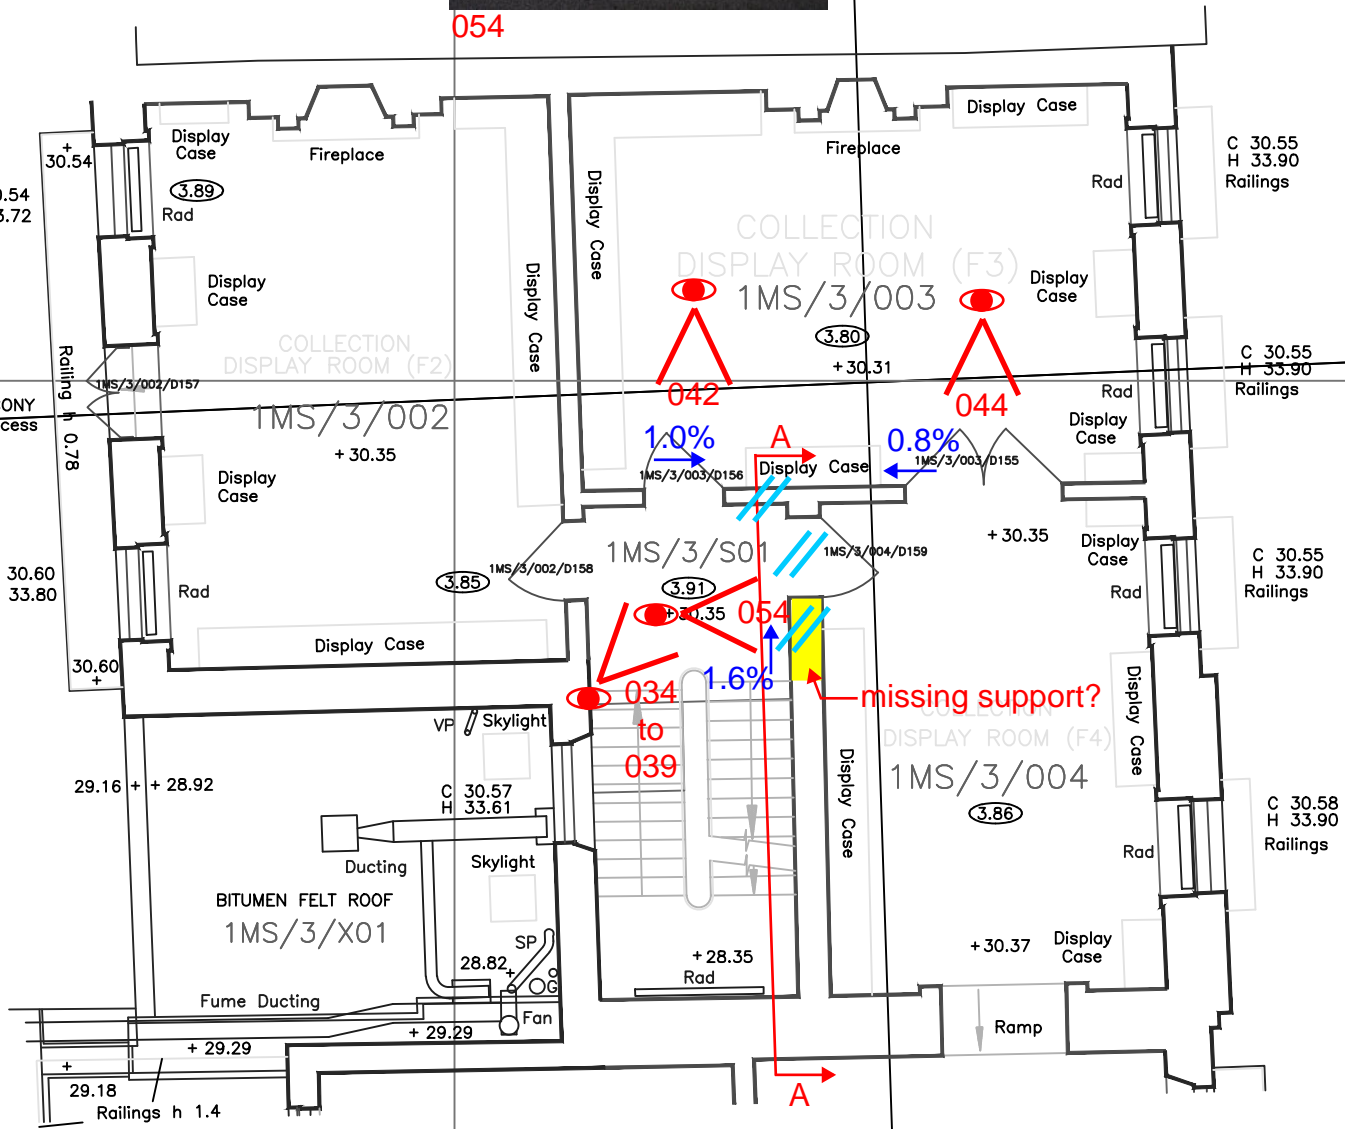 054
Display Case
Display
Case
Fireplace
Fireplace
C 30.55
H 33.90
Railings
+
30.54
3.89
Rad
Rad
.54
3.72
Display Case
COLLECTION
DISPLAY ROOM (F3)
1MS/3/003
3.80
+30.31
Display
Case
Display
Case
Display Case
COLLECTION
DISPLAY ROOM (F2)
1MS/3/002
+30.35
Railing h 0.78
1MS/3/002/D157
ONY
cess
C 30.55
H 33.90
Railings
Rad
042
044
Display
Case
1.0%
A
0.8%
1MS/3/003/D156
Display Case
1MS/3/003/D155
Display
Case
1MS/3/S01
1MS/3/004/D159
+30.35
Display
Case
C 30.55
H 33.90
Railings
30.60
33.80
Rad
3.85
1MS/3/002/D158
3.91
+30.35
054
Rad
Display Case
30.60
+
1.6%
034
to
039
missing support?
COLLECTION
DISPLAY ROOM (F4)
1MS/3/004
3.86
Display Case
Display Case
VP
Skylight
29.16 +
+ 28.92
C 30.57
H 33.61
C 30.58
H 33.90
Railings
Ducting
Skylight
Rad
BITUMEN FELT ROOF
1MS/3/X01
SP
28.82
+
G
+28.35
Rad
+30.37
Display
Case
Fume Ducting
Fan
+ 29.29
+ 29.29
Ramp
+
29.18
Railings h 1.4
A